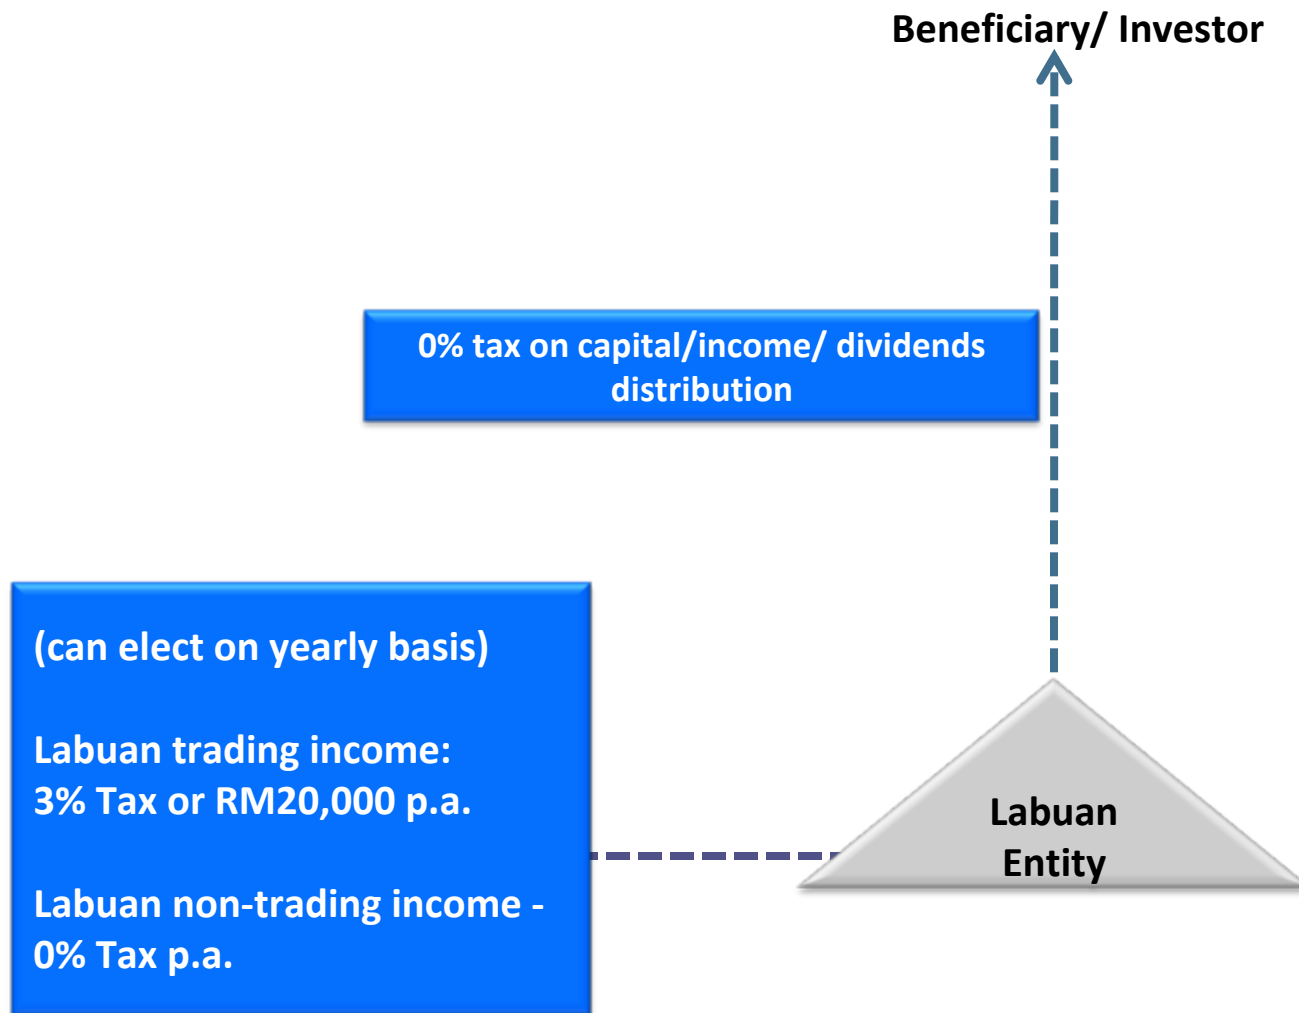 Beneficiary/ Investor
0% tax on capital/income/ dividends
distribution
(can elect on yearly basis)
Labuan trading income:
3% Tax or RM20,000 p.a.
Labuan non-trading income -
0% Tax p.a.
Labuan
Entity